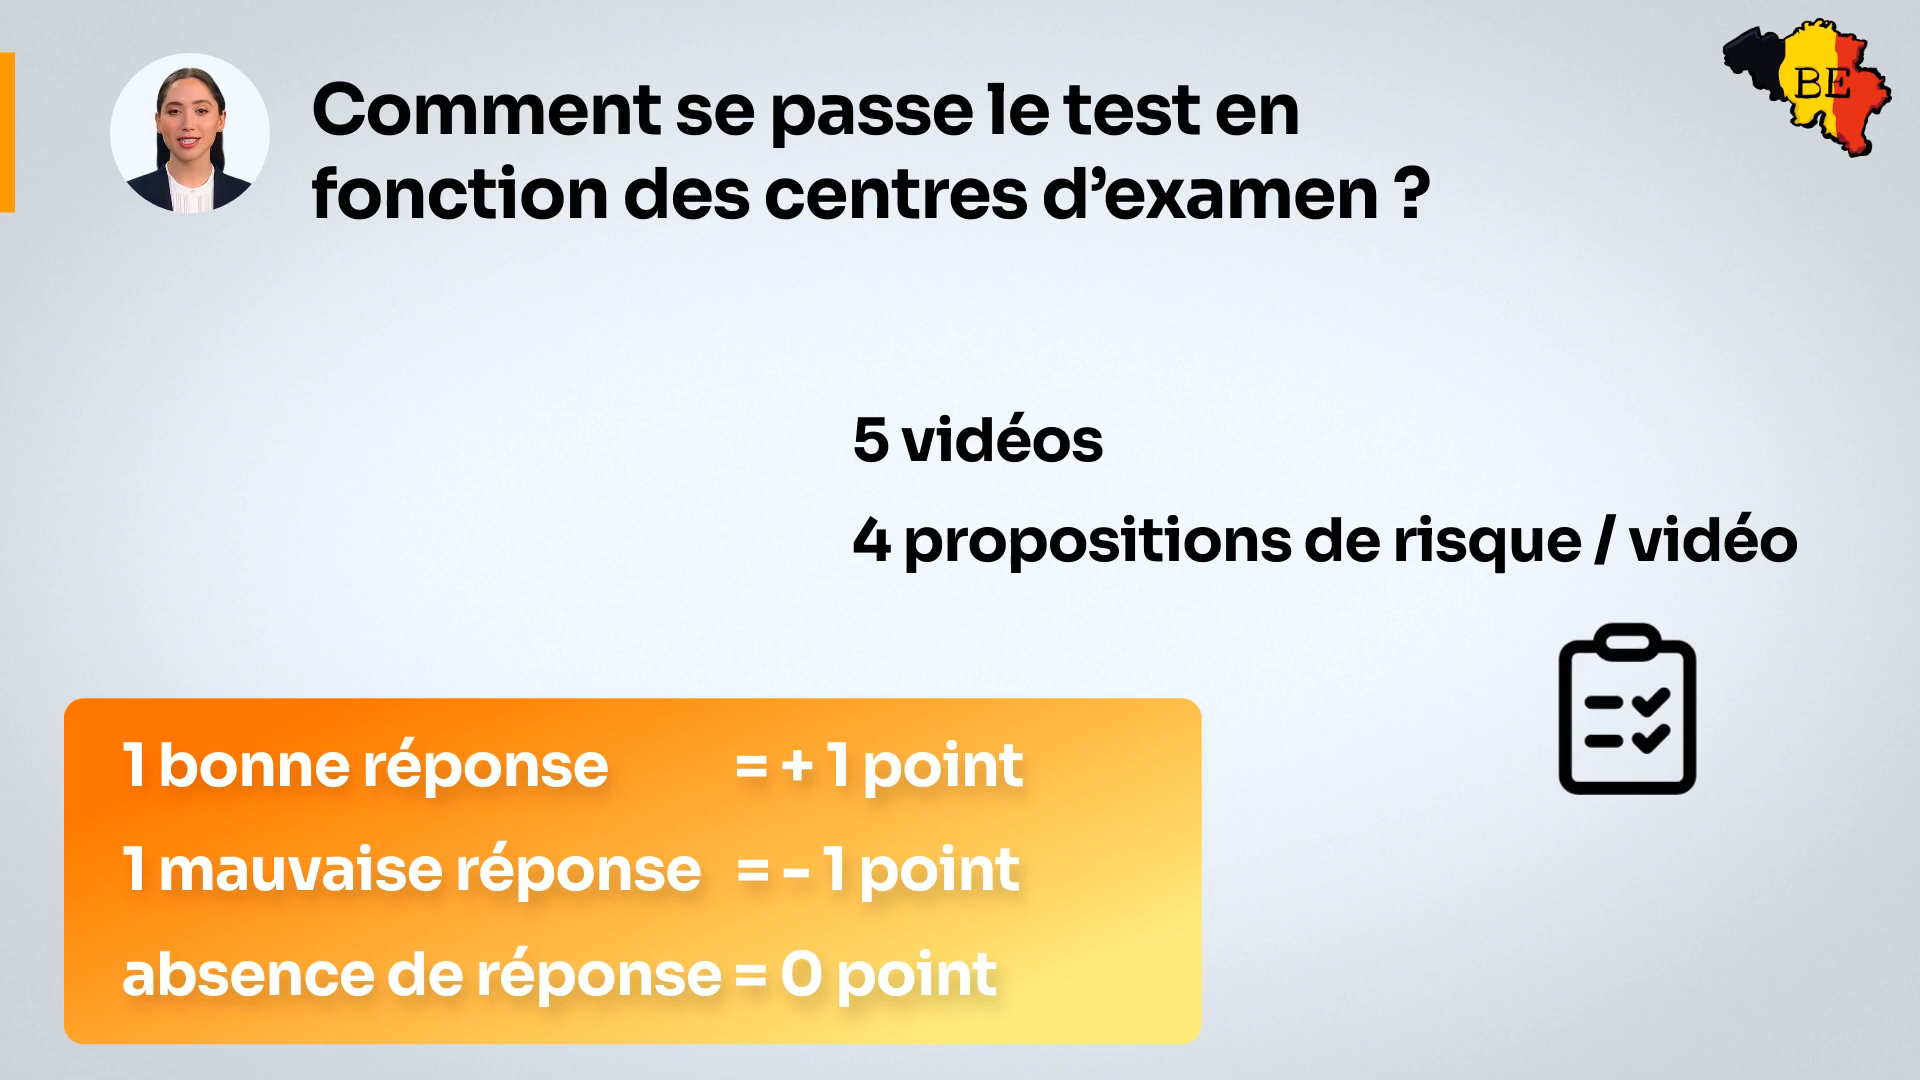 Comment se passe le test en
fonction des centres d’examen ?
BE
5 vidéos
4 propositions de risque / vidéo
1 bonne réponse = + 1 point
1 mauvaise réponse = - 1 point
absence de réponse = 0 point